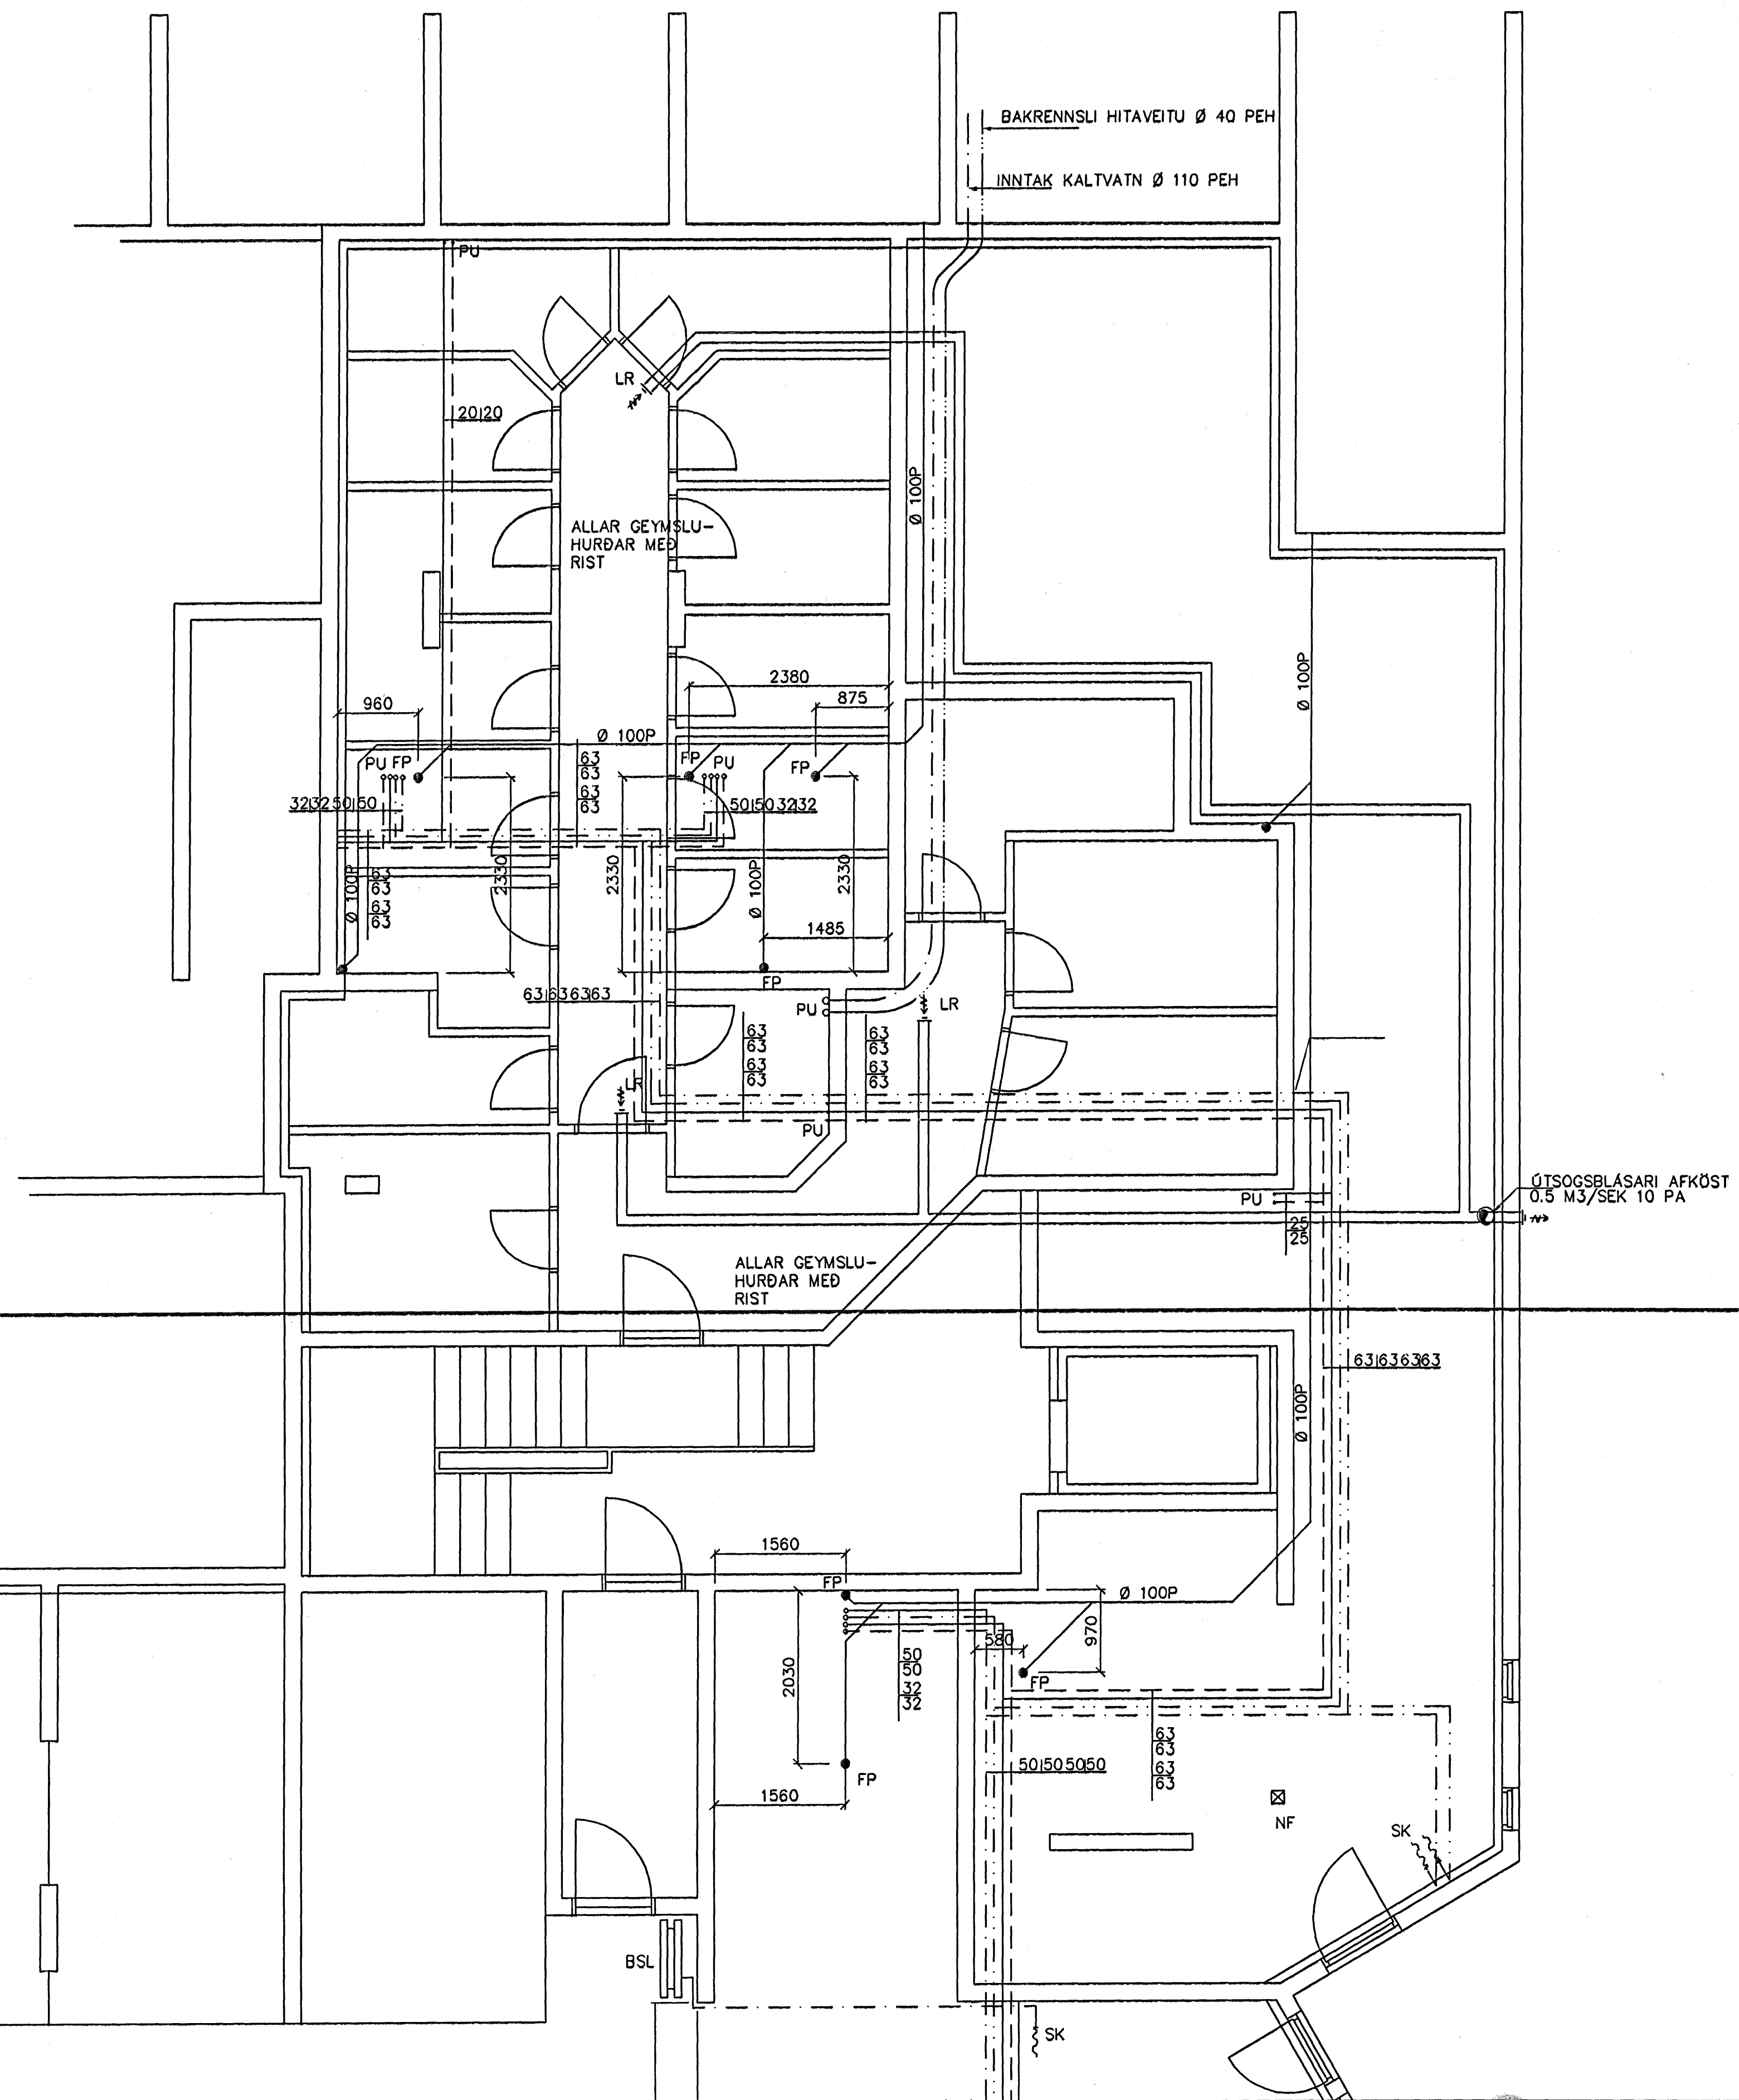 BAKRENNSLI HITAVEITU Ø 40 PEH
INNTAK KALTVATN Ø 110 PEH
PU
LR
20|20
Ø 100P
ALLAR GEYMSLU-
HURÐAR MEÐ
RIST
2380
875
960
Ø 100P
Ø 100P
PU FP
63
63
63
63
FP PU
FP
32|32 50|50
50|50 32|32
2330
2330
2330
Ø 100P
Ø 100P
63
63
63
63
1485
FP
63|63 63|63
PU
LR
63
63
63
63
63
63
63
63
LR
PU
PU
25
25
ÚTSOGSBLÁSARI AFKÖST
0.5 M3/SEK 10 PA
ALLAR GEYMSLU-
HURÐAR MEÐ
RIST
63|63 63|63
Ø 100P
1560
FP
Ø 100P
580
970
2030
50
50
32
32
FP
63
63
63
63
50|50 50|50
FP
1560
NF
SK
BSL
SK